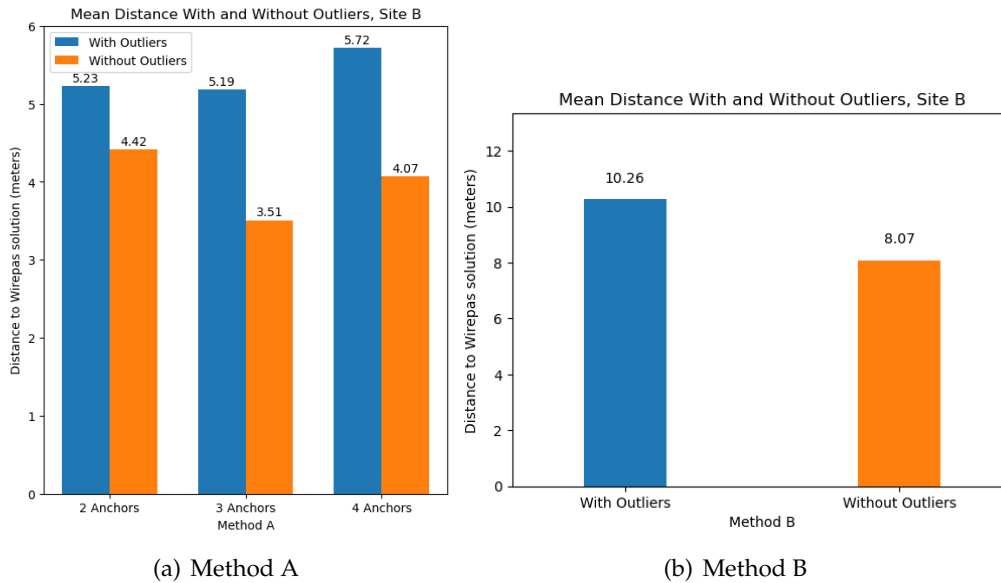 Mean Distance With and Without Outliers, Site B
With Outliers
Without Outliers
5.23
4.42
5.19
3.51
5.72
4.07
6
5
4
3
2
1
0
Distance to Wirepas solution (meters)
2 Anchors
3 Anchors
4 Anchors
Method A
(a) Method A
Mean Distance With and Without Outliers, Site B
10.26
8.07
12
10
8
6
4
2
0
Distance to Wirepas solution (meters)
With Outliers
Without Outliers
Method B
(b) Method B